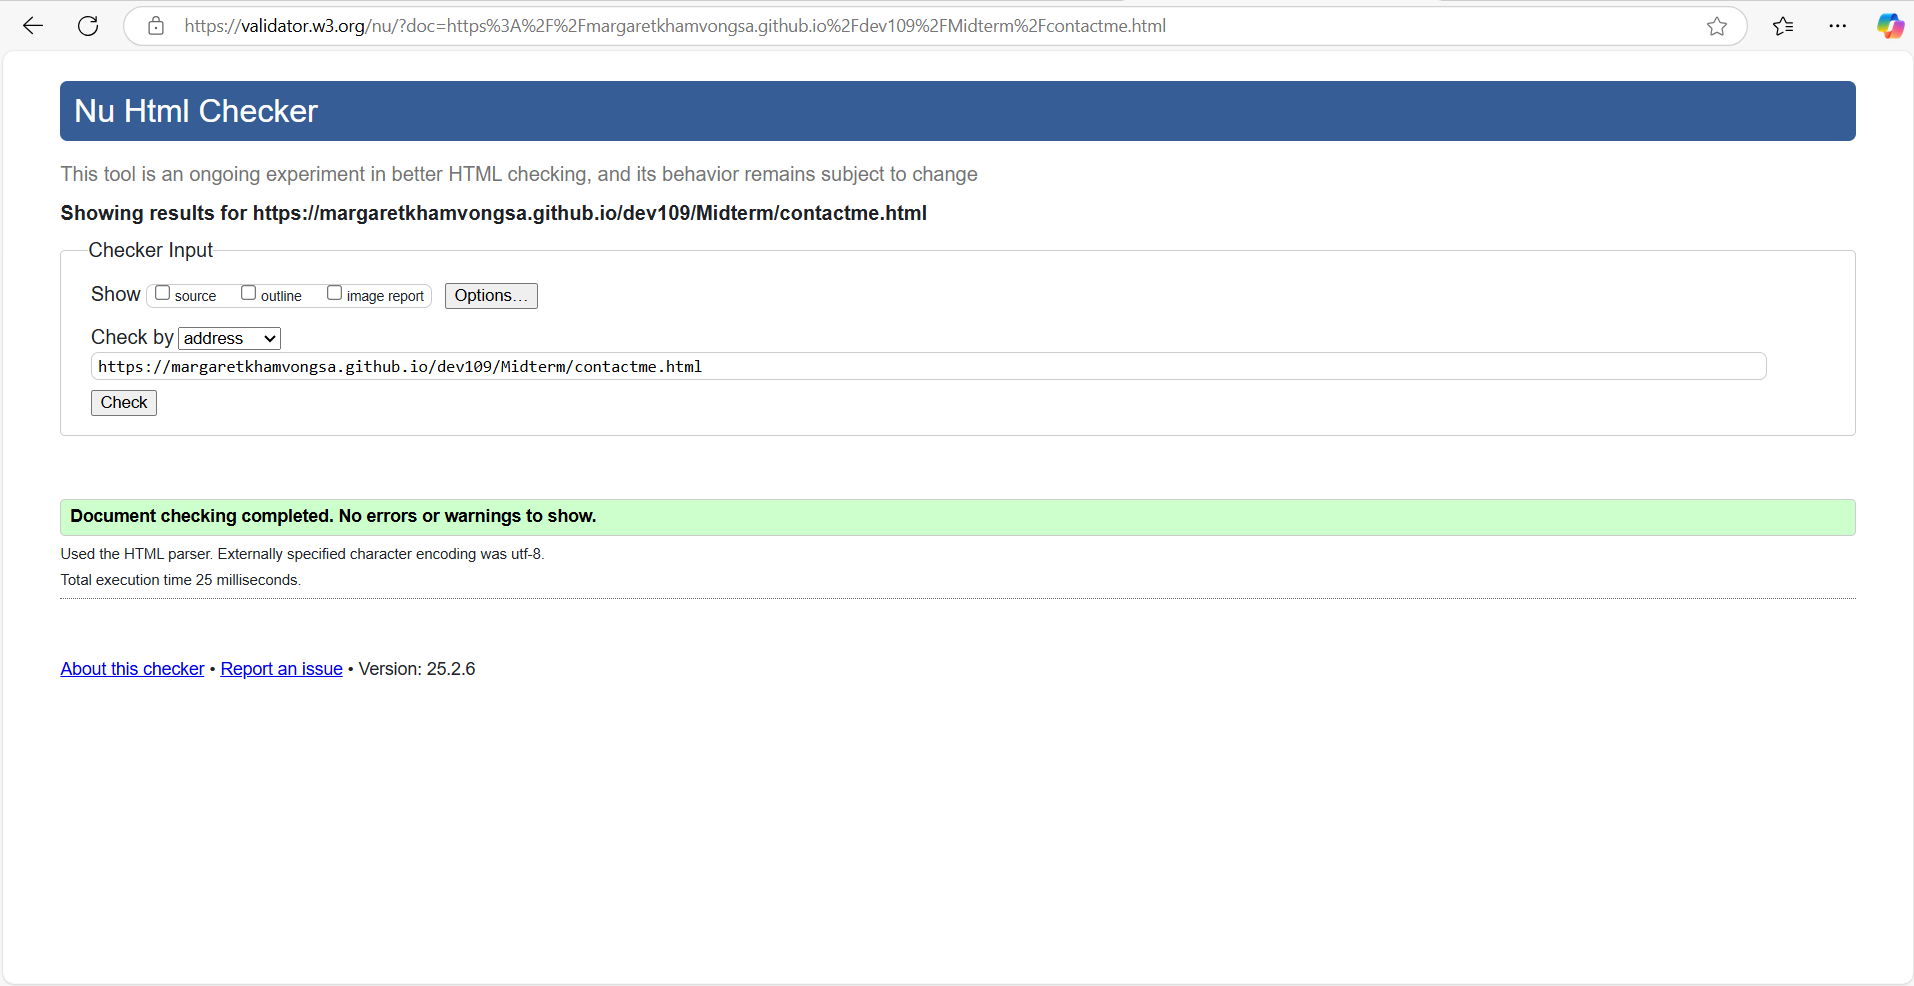 https://validator.w3.org/nu/?doc=https%3A%2F%2Fmargaretkhamvongsa.github.io%2Fdev109%2FMidterm%2Fcontactme.html
Nu Html Checker
This tool is an ongoing experiment in better HTML checking, and its behavior remains subject to change
Showing results for https://margaretkhamvongsa.github.io/dev109/Midterm/contactme.html
Checker Input
Show source outline image report Options…
Check by address
https://margaretkhamvongsa.github.io/dev109/Midterm/contactme.html
Check
Document checking completed. No errors or warnings to show.
Used the HTML parser. Externally specified character encoding was utf-8.
Total execution time 25 milliseconds.
About this checker • Report an issue • Version: 25.2.6